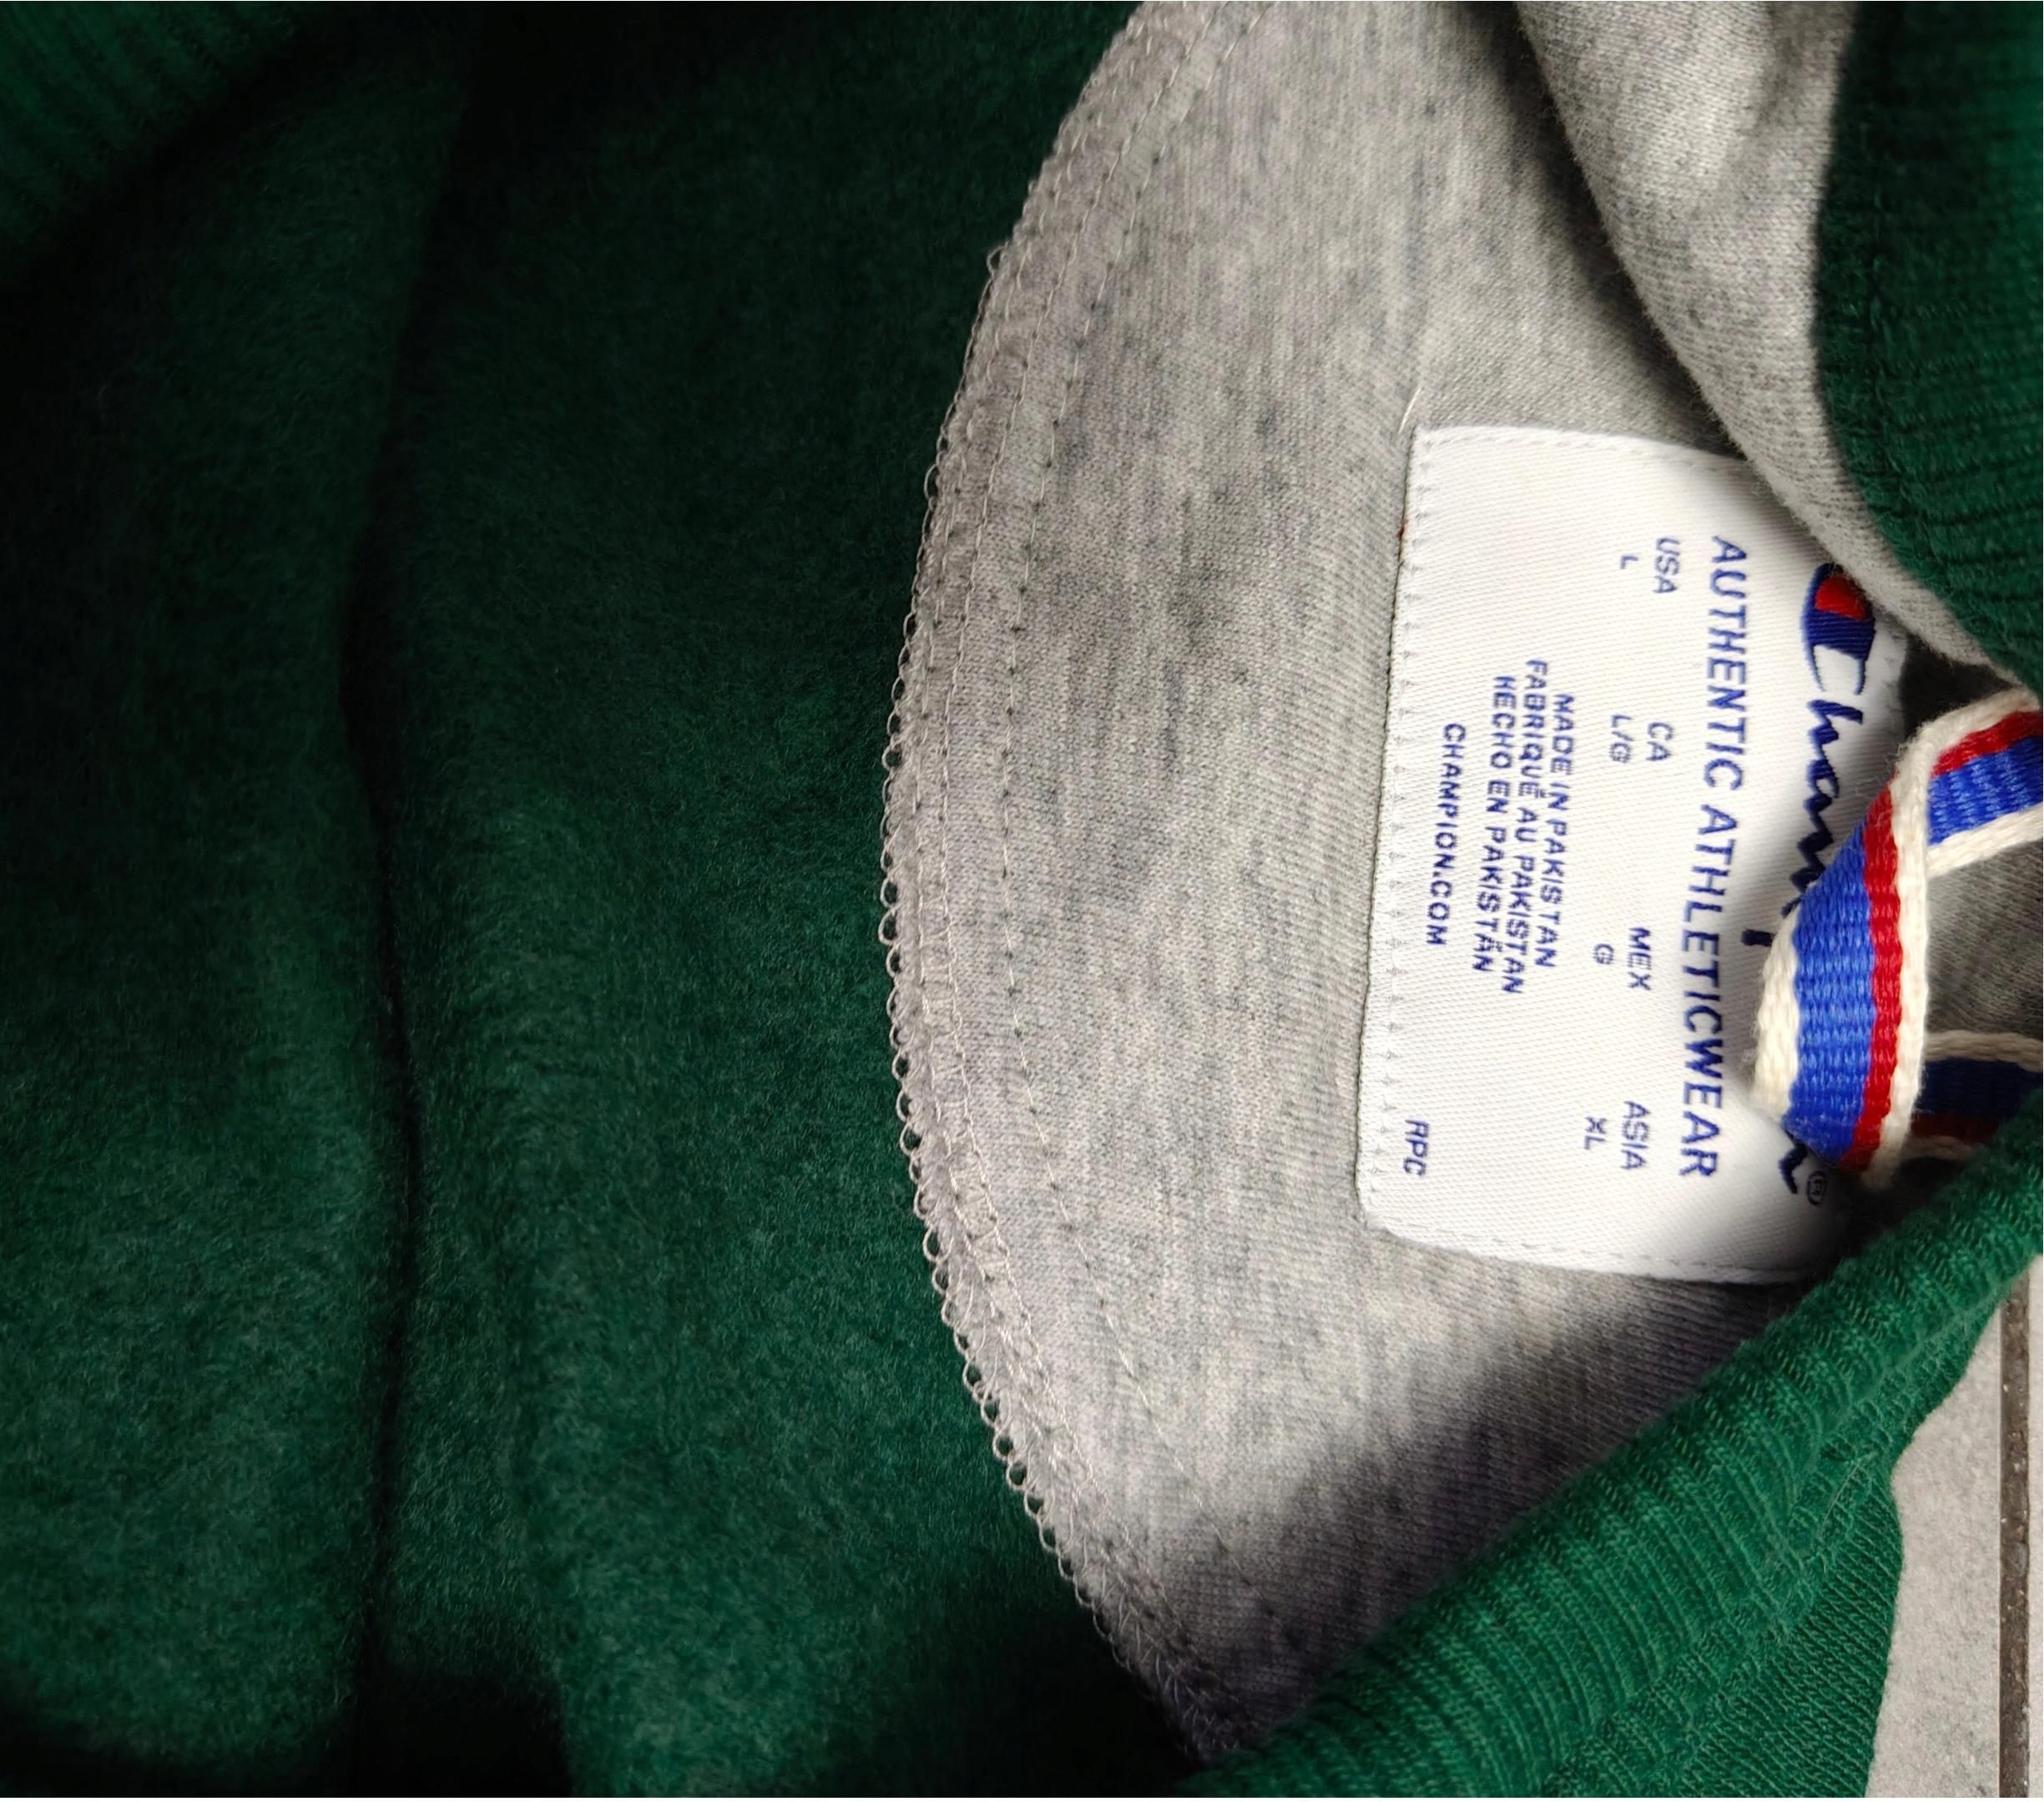 Champion®
AUTHENTIC ATHLETICWEAR
USA CA MEX ASIA
L L/G G XL
MADE IN PAKISTAN
FABRIQUÉ AU PAKISTAN
HECHO EN PAKISTÁN
CHAMPION.COM
RPC